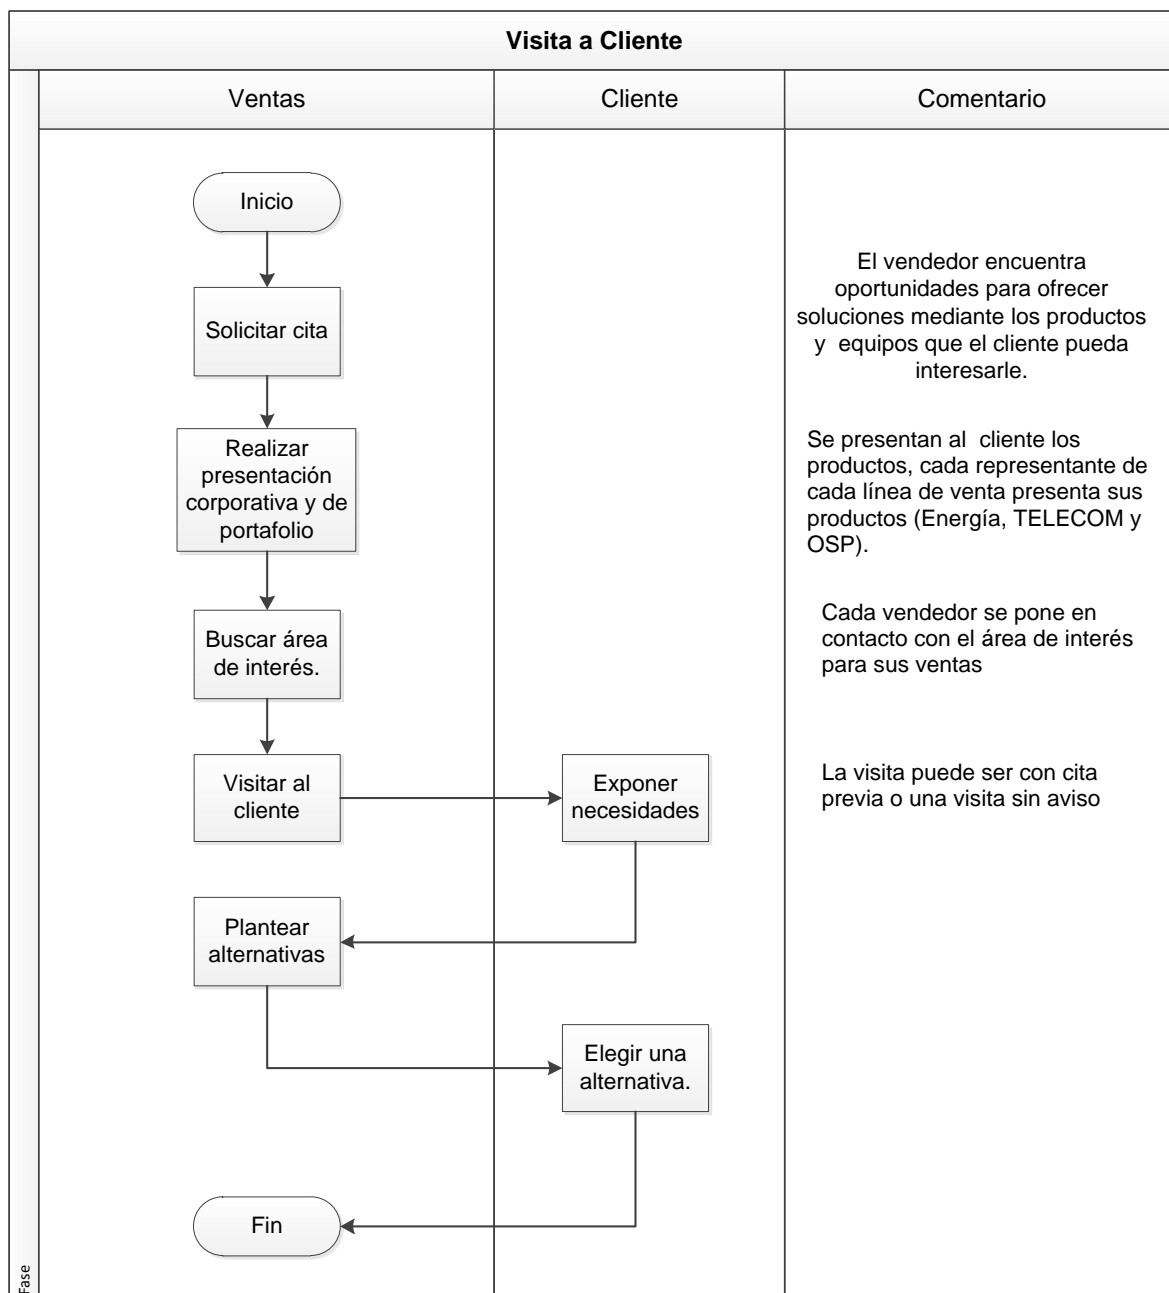 Visita a Cliente
Ventas
Cliente
Comentario
Inicio
El vendedor encuentra
oportunidades para ofrecer
soluciones mediante los productos
y equipos que el cliente pueda
interesarle.
Solicitar cita
Realizar
presentación
corporativa y de
portafolio
Se presentan al cliente los
productos, cada representante de
cada línea de venta presenta sus
productos (Energía, TELECOM y
OSP).
Buscar área
de interés.
Cada vendedor se pone en
contacto con el área de interés
para sus ventas
Visitar al
cliente
Exponer
necesidades
La visita puede ser con cita
previa o una visita sin aviso
Plantear
alternativas
Elegir una
alternativa.
Fin
Fase